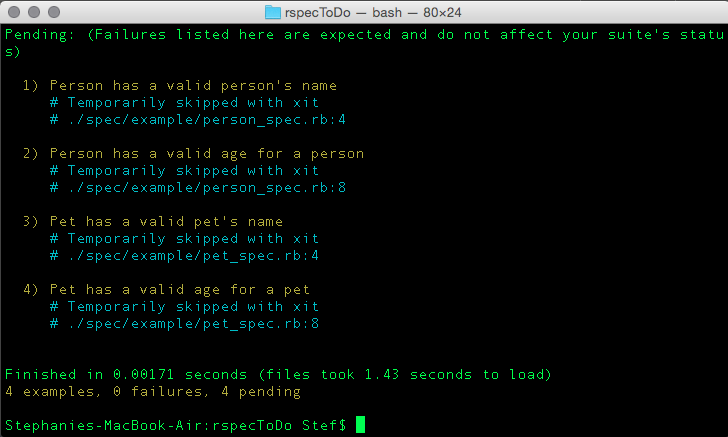 rspecToDo — bash — 80×24
Pending: (Failures listed here are expected and do not affect your suite's statu
s)
1) Person has a valid person's name
# Temporarily skipped with xit
# ./spec/example/person_spec.rb:4
2) Person has a valid age for a person
# Temporarily skipped with xit
# ./spec/example/person_spec.rb:8
3) Pet has a valid pet's name
# Temporarily skipped with xit
# ./spec/example/pet_spec.rb:4
4) Pet has a valid age for a pet
# Temporarily skipped with xit
# ./spec/example/pet_spec.rb:8
Finished in 0.00171 seconds (files took 1.43 seconds to load)
4 examples, 0 failures, 4 pending
Stephanies-MacBook-Air:rspecToDo Stef$